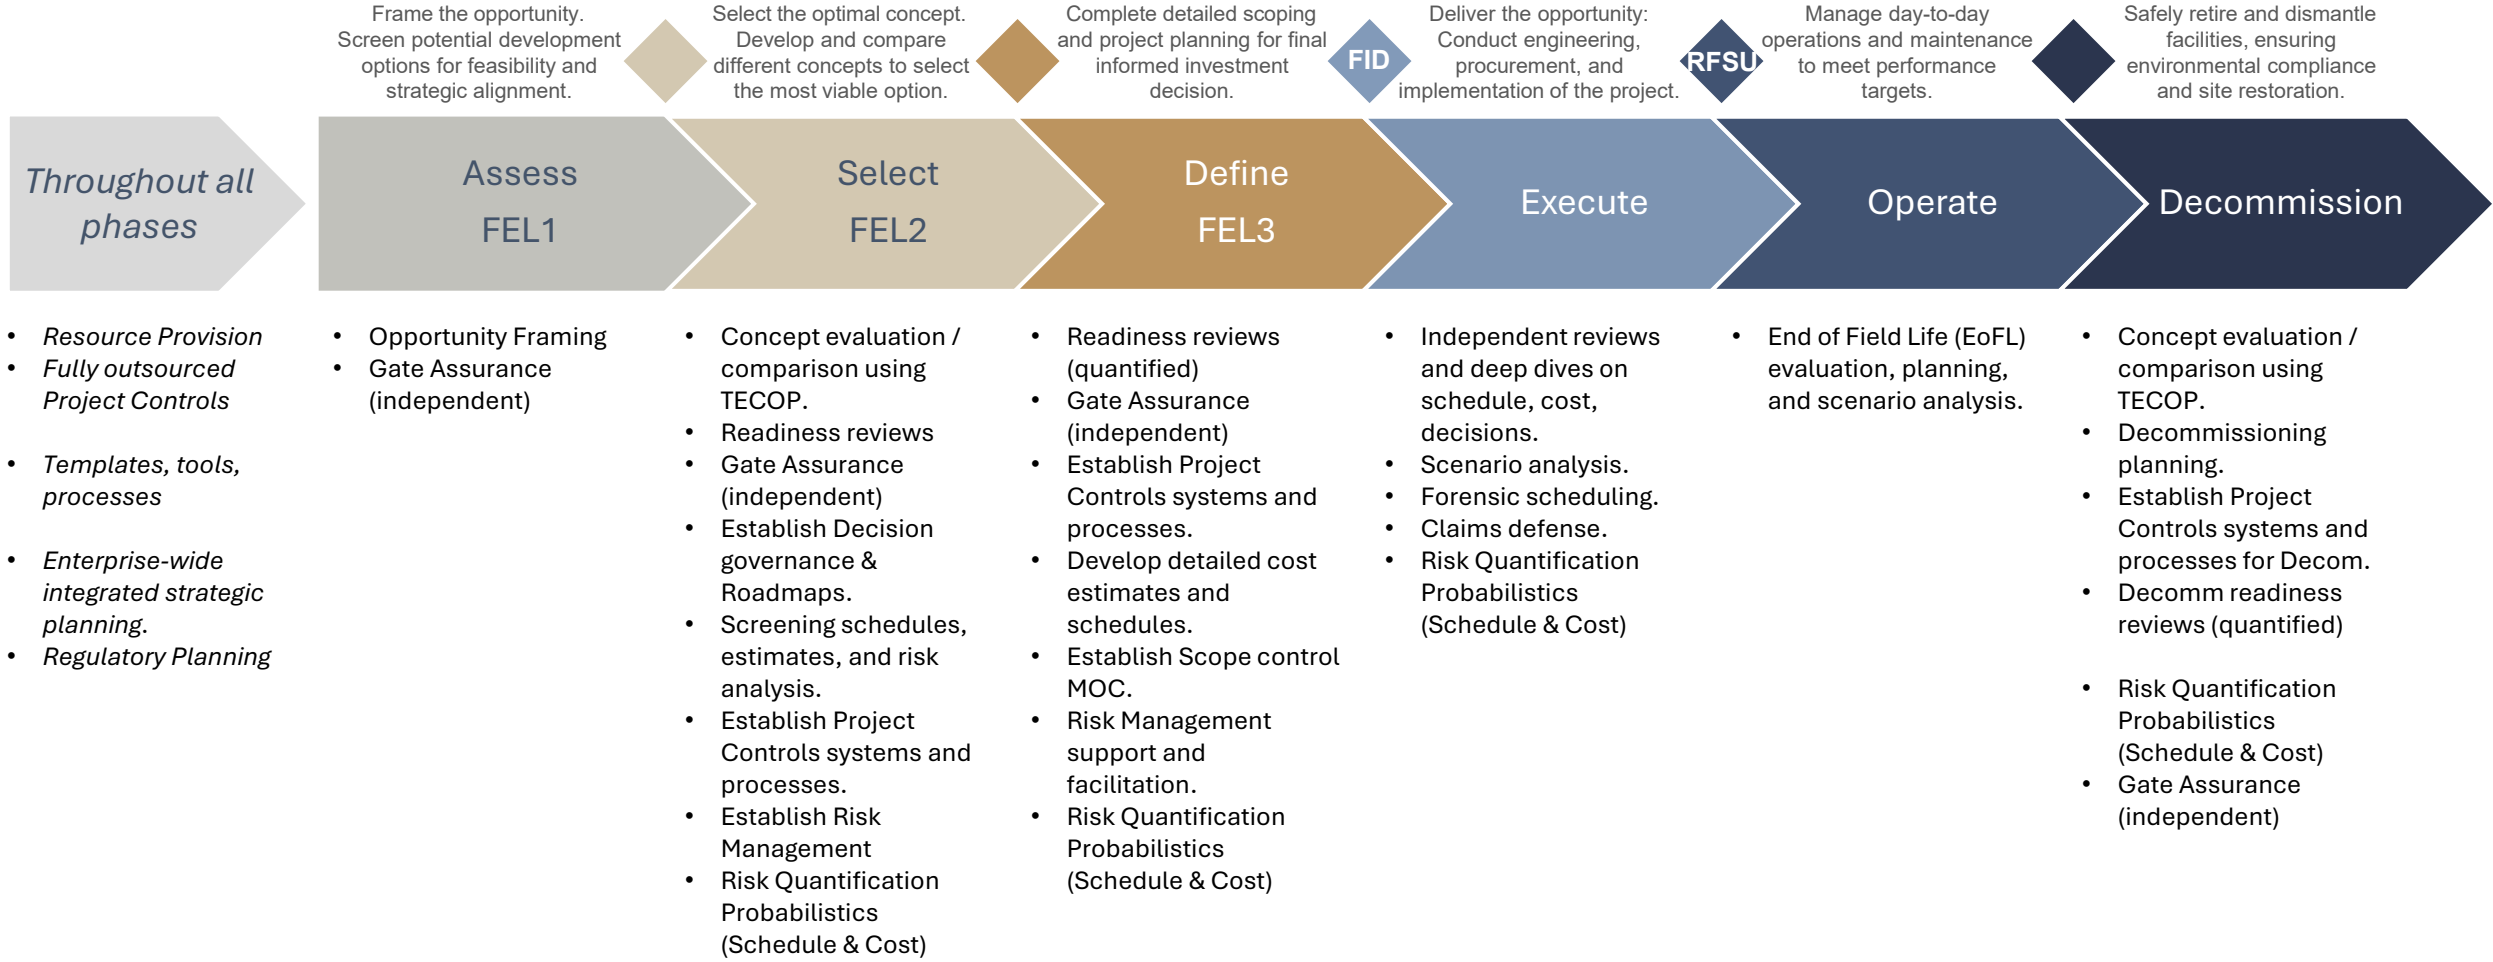 Frame the opportunity.
Screen potential development
options for feasibility and
strategic alignment.
Select the optimal concept.
Develop and compare
different concepts to select
the most viable option.
Complete detailed scoping
and project planning for final
informed investment
decision.
FID
Deliver the opportunity:
Conduct engineering,
procurement, and
implementation of the project.
RFSU
Manage day-to-day
operations and maintenance
to meet performance
targets.
Safely retire and dismantle
facilities, ensuring
environmental compliance
and site restoration.
Throughout all
phases
Assess
FEL1
Select
FEL2
Define
FEL3
Execute
Operate
Decommission
• Resource Provision
• Fully outsourced
Project Controls
• Templates, tools,
processes
• Enterprise-wide
integrated strategic
planning.
• Regulatory Planning
• Opportunity Framing
• Gate Assurance
(independent)
• Concept evaluation /
comparison using
TECOP.
• Readiness reviews
• Gate Assurance
(independent)
• Establish Decision
governance &
Roadmaps.
• Screening schedules,
estimates, and risk
analysis.
• Establish Project
Controls systems and
processes.
• Establish Risk
Management
• Risk Quantification
Probabilistics
(Schedule & Cost)
• Readiness reviews
(quantified)
• Gate Assurance
(independent)
• Establish Project
Controls systems and
processes.
• Develop detailed cost
estimates and
schedules.
• Establish Scope control
MOC.
• Risk Management
support and
facilitation.
• Risk Quantification
Probabilistics
(Schedule & Cost)
• Independent reviews
and deep dives on
schedule, cost,
decisions.
• Scenario analysis.
• Forensic scheduling.
• Claims defense.
• Risk Quantification
Probabilistics
(Schedule & Cost)
• End of Field Life (EoFL)
evaluation, planning,
and scenario analysis.
• Concept evaluation /
comparison using
TECOP.
• Decommissioning
planning.
• Establish Project
Controls systems and
processes for Decom.
• Decomm readiness
reviews (quantified)
• Risk Quantification
Probabilistics
(Schedule & Cost)
• Gate Assurance
(independent)